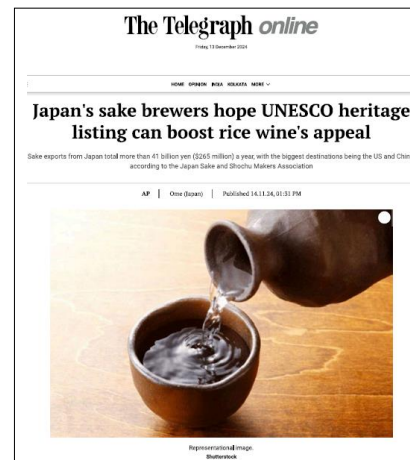 The Telegraph online
Friday, 13 December 2024
HOME OPINION INDIA KOLKATA MORE
Japan's sake brewers hope UNESCO heritage
listing can boost rice wine's appeal
Sake exports from Japan total more than 41 billion yen ($265 million) a year, with the biggest destinations being the US and Chin
according to the Japan Sake and Shochu Makers Association
AP | Ome (Japan) | Published 14.11.24, 01:51 PM
Representational image.
Shutterstock